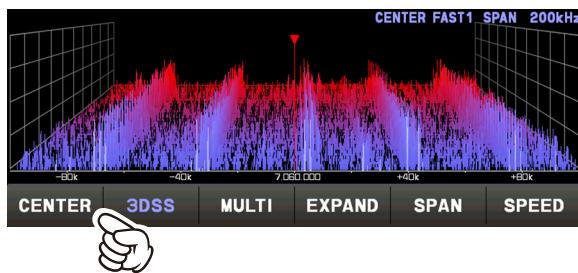 CENTER FAST1 SPAN 200kHz
-80k -40k 7.060.000 +40k +80k
CENTER 3DSS MULTI EXPAND SPAN SPEED